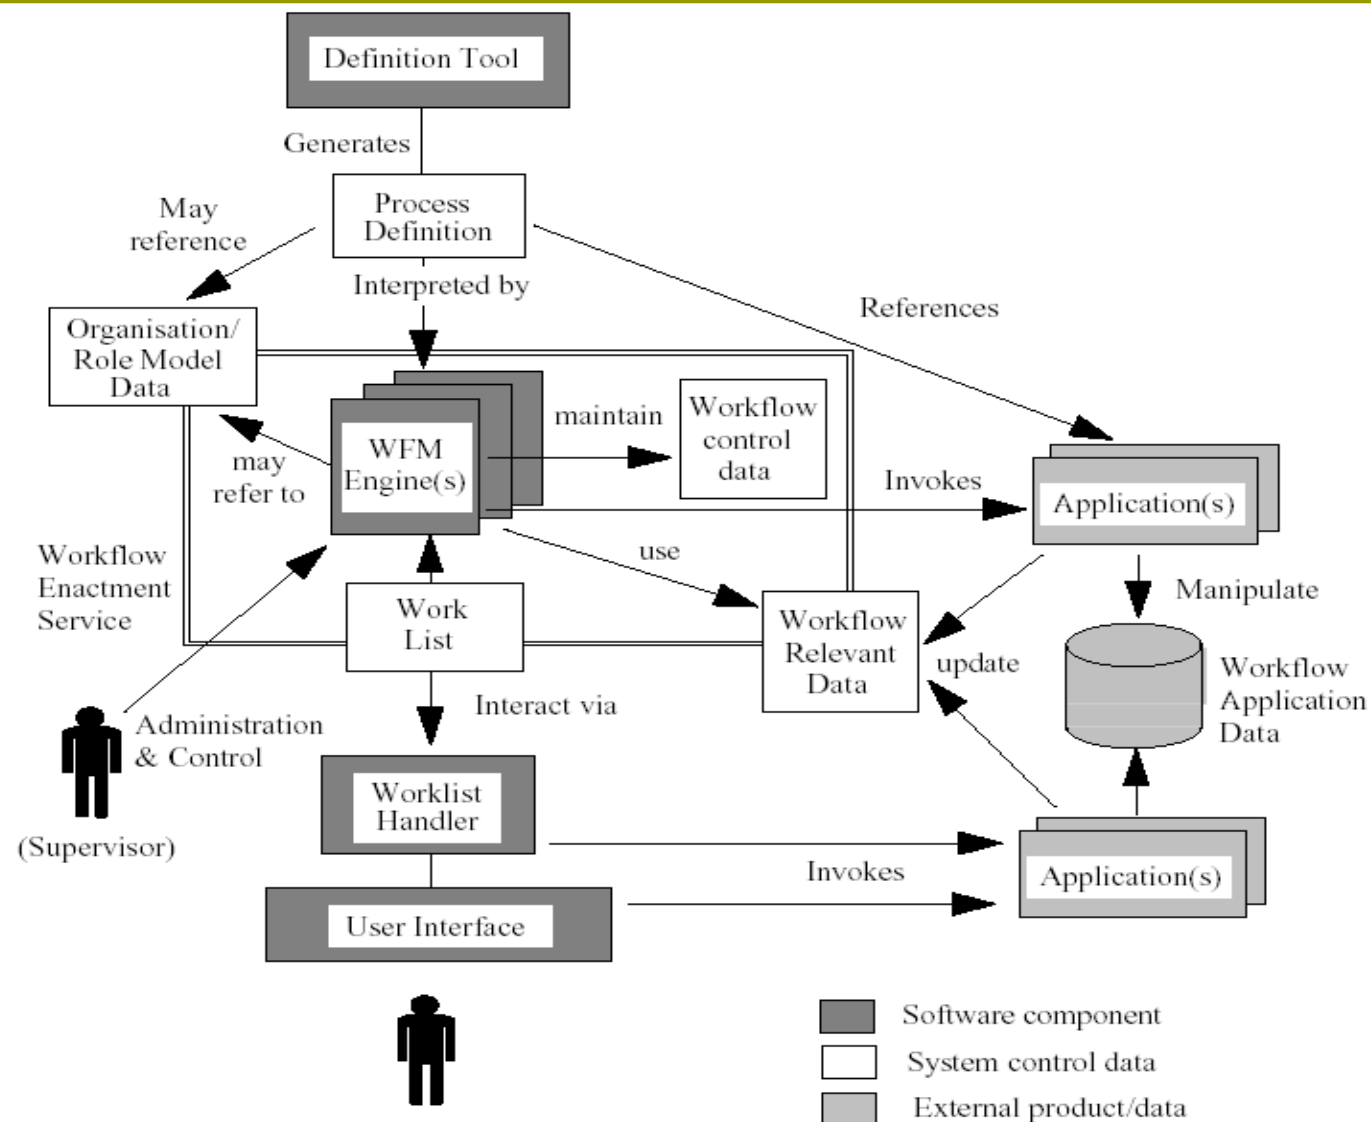 Definition Tool
Generates
Process
Definition
May
reference
Interpreted by
References
Organisation/
Role Model
Data
WFM
Engine(s)
maintain
Workflow
control
data
may
refer to
Invokes
Application(s)
Workflow
Enactment
Service
use
Work
List
Workflow
Relevant
Data
update
Manipulate
Workflow
Application
Data
Interact via
Administration
& Control
(Supervisor)
Worklist
Handler
Invokes
Application(s)
User Interface
Software component
System control data
External product/data